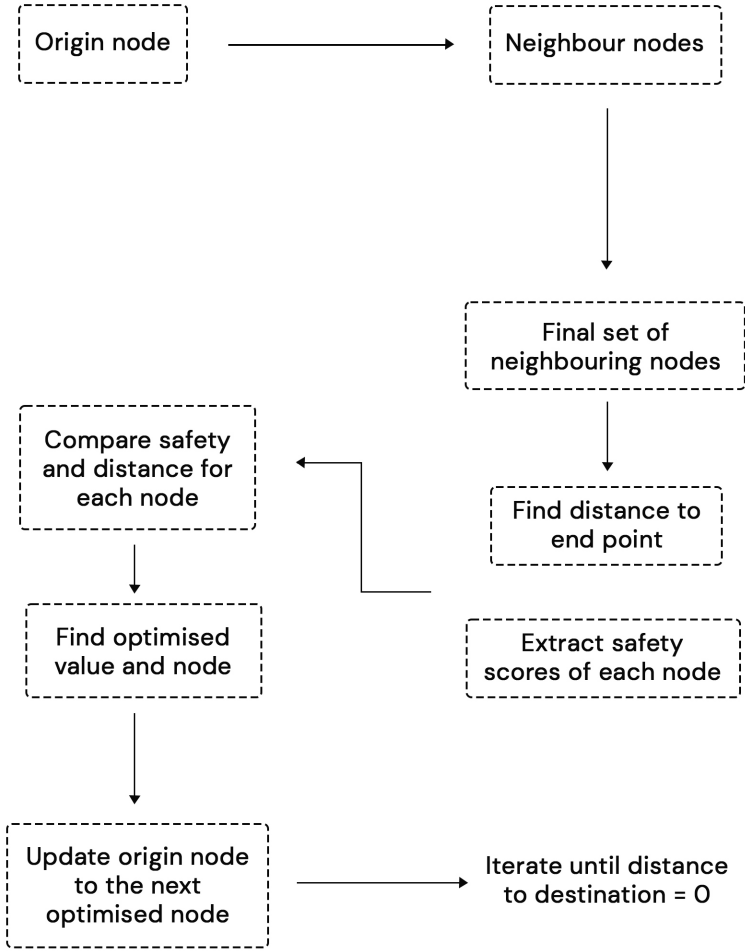 Origin node
Neighbour nodes
Final set of
neighbouring nodes
Find distance to
end point
Extract safety
scores of each node
Compare safety
and distance for
each node
Find optimised
value and node
Update origin node
to the next
optimised node
Iterate until distance
to destination = 0